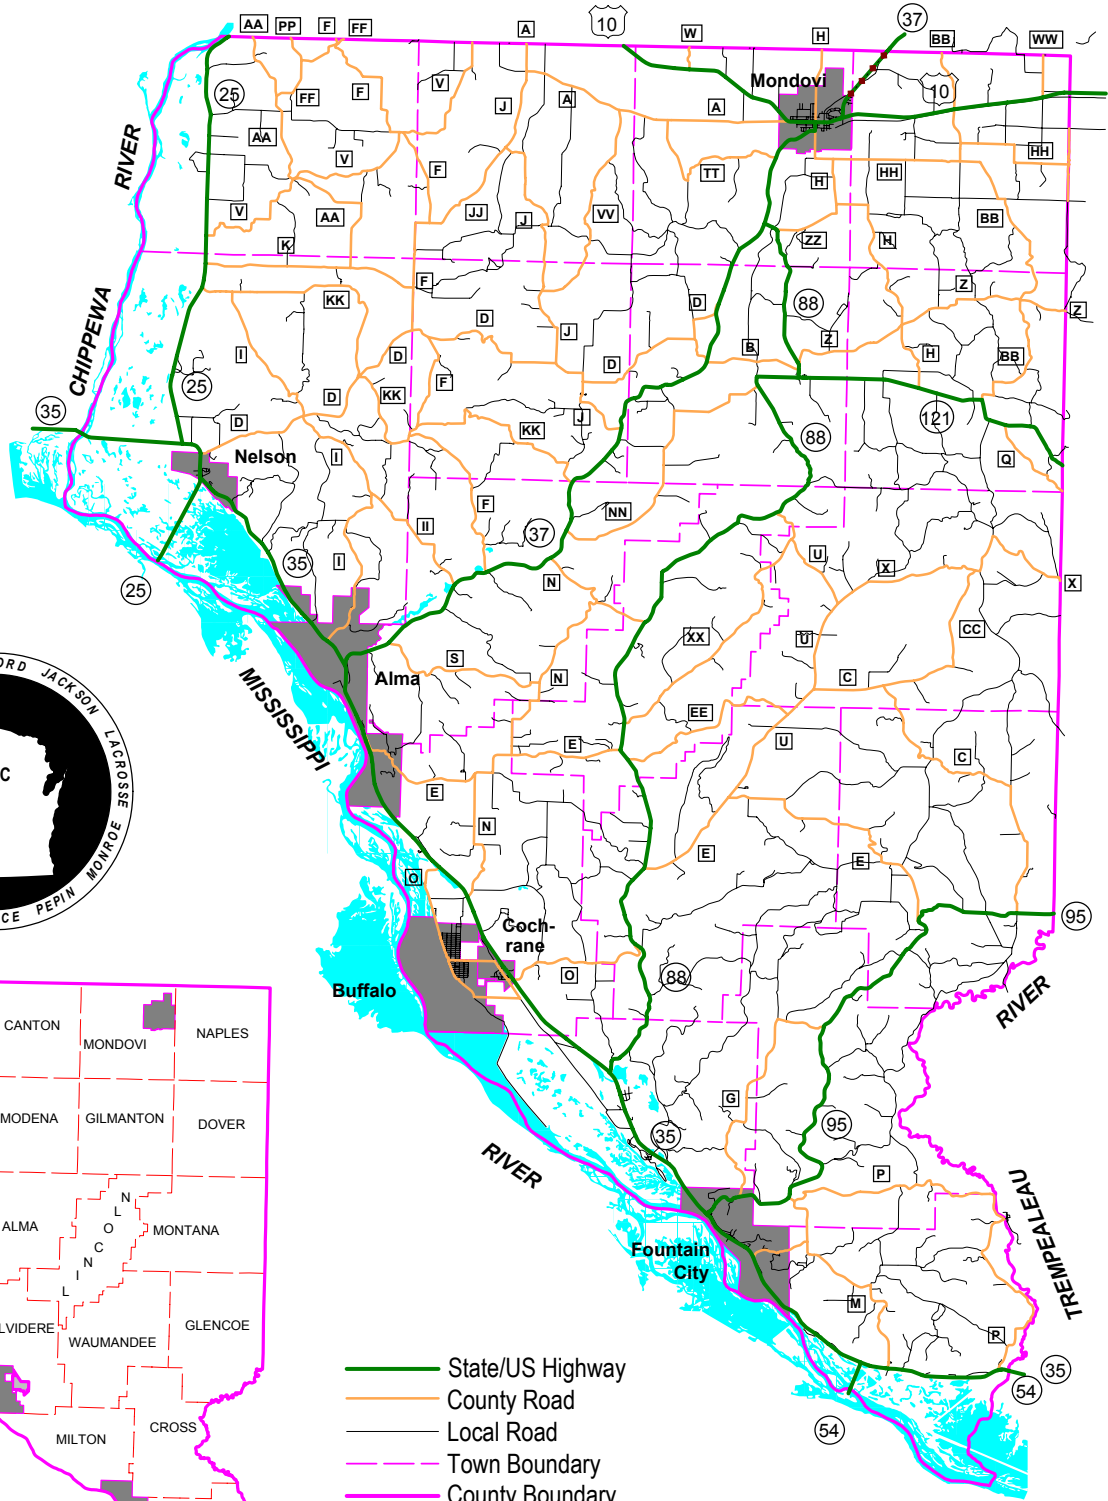 AA PP F FF A 10 W H 37 BB WW
Mondovi
25 FF F V J A A 10
AA V F TT H HH HH
V AA K JJ J VV ZZ H BB
RIVER
CHIPPEWA
KK F D J D 88 Z Z
I D F D B Z H BB
25 35 D D KK KK J 88 121
Nelson
I Q
II F 37 NN
35 I N U X X
25
XX U CC
S N C
Alma
MISSISSIPPI
EE U
E C
E
N E E
O
Coch-
rane
95
O 88
Buffalo
RIVER
G
35 95
RIVER
P
TREMPEALEAU
Fountain
City
M P
35
54
54
ORD JACKSON LACROSSE MONROE PEPIN CE
C
CANTON
MONDOVI
NAPLES
MODENA
GILMANTON
DOVER
ALMA
LINCOLN
MONTANA
LVIDERE
WAUMANDEE
GLENCOE
MILTON
CROSS
State/US Highway
County Road
Local Road
Town Boundary
County Boundary